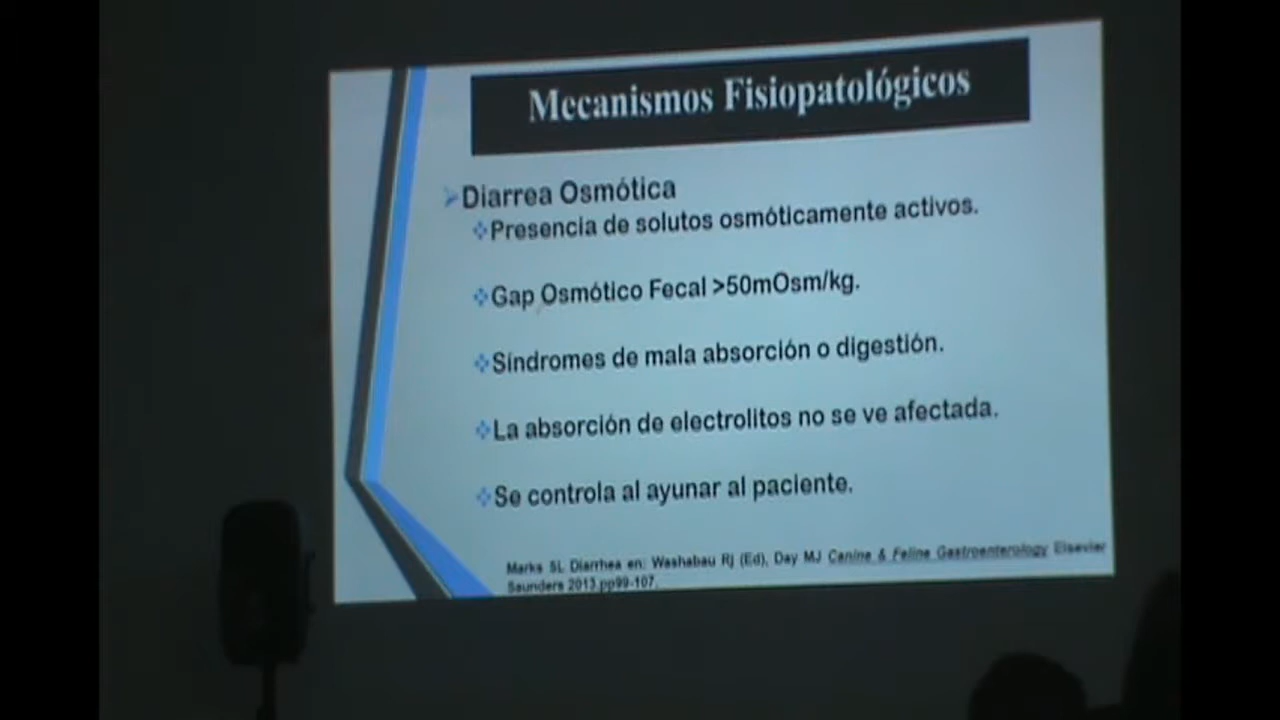 Mecanismos Fisiopatológicos
Diarrea Osmótica
Presencia de solutos osmóticamente activos.
Gap Osmótico Fecal >50mOsm/kg.
Síndromes de mala absorción o digestión.
La absorción de electrolitos no se ve afectada.
Se controla al ayunar al paciente.
Marks SL Diarrhea en: Washabau RJ (Ed), Day MJ Canine & Feline Gastroenterology Elsevier
Saunders 2013.pp99-107.